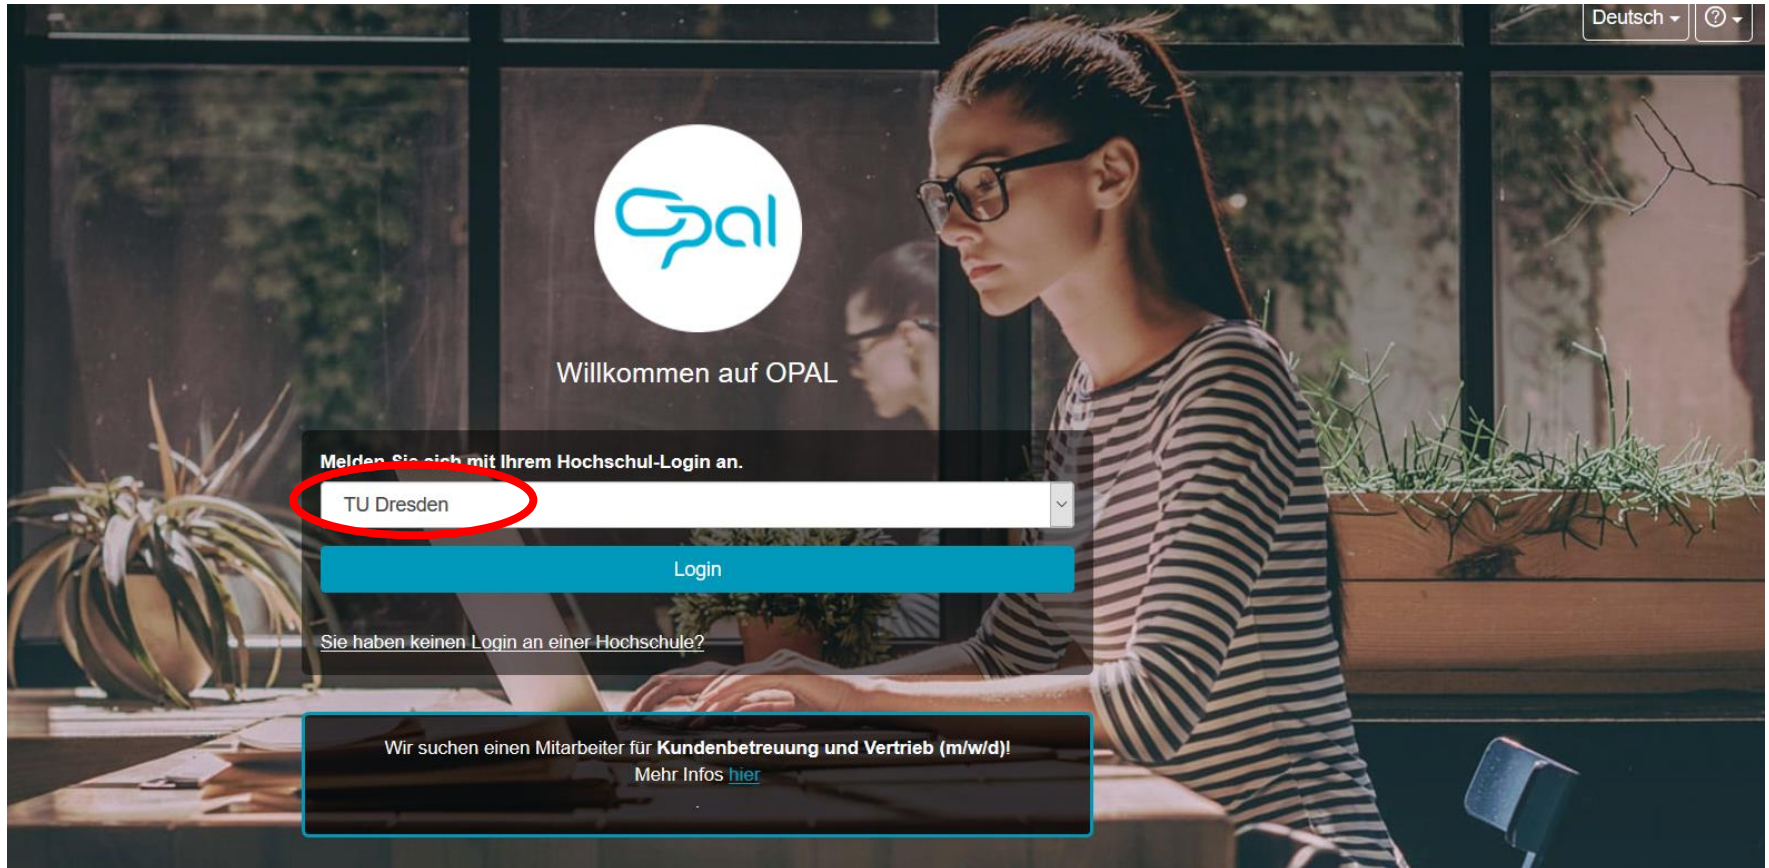 Deutsch
?
Opal
Willkommen auf OPAL
Melden Sie sich mit Ihrem Hochschul-Login an.
TU Dresden
Login
Sie haben keinen Login an einer Hochschule?
Wir suchen einen Mitarbeiter für Kundenbetreuung und Vertrieb (m/w/d)!
Mehr Infos hier
.